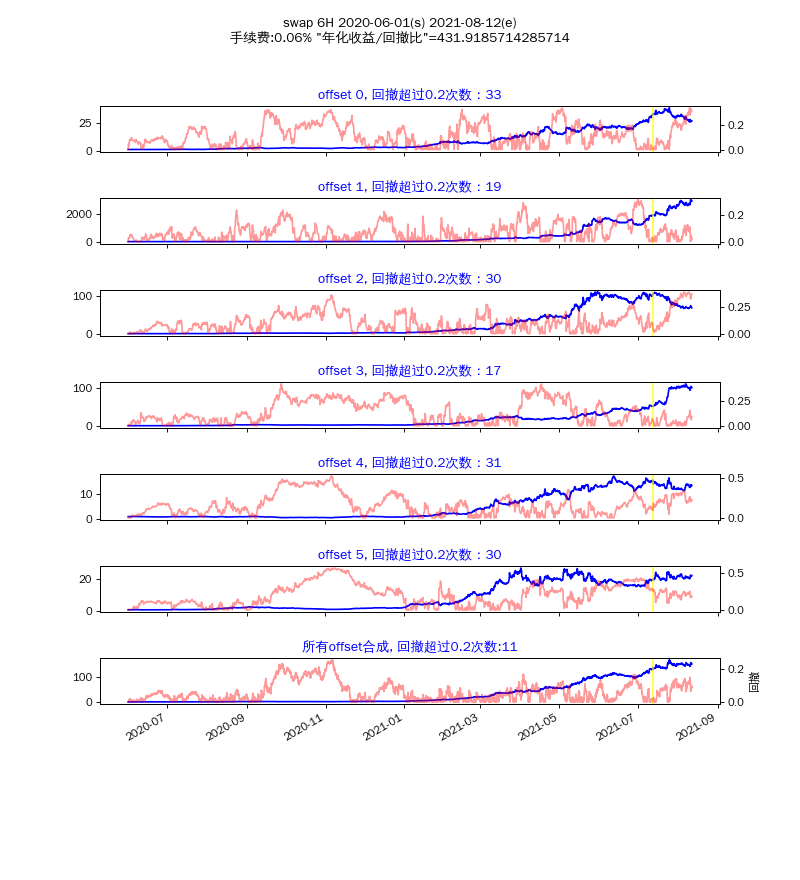 swap 6H 2020-06-01(s) 2021-08-12(e)
手续费:0.06% "年化收益/回撤比"=431.9185714285714
offset 0, 回撤超过0.2次数：33
25
0
0.2
0.0
offset 1, 回撤超过0.2次数：19
2000
0
0.2
0.0
offset 2, 回撤超过0.2次数：30
100
0
0.25
0.00
offset 3, 回撤超过0.2次数：17
100
0
0.25
0.00
offset 4, 回撤超过0.2次数：31
10
0
0.5
0.0
offset 5, 回撤超过0.2次数：30
20
0
0.5
0.0
所有offset合成, 回撤超过0.2次数:11
100
0
0.2
0.0
回撤
2020-07 2020-09 2020-11 2021-01 2021-03 2021-05 2021-07 2021-09